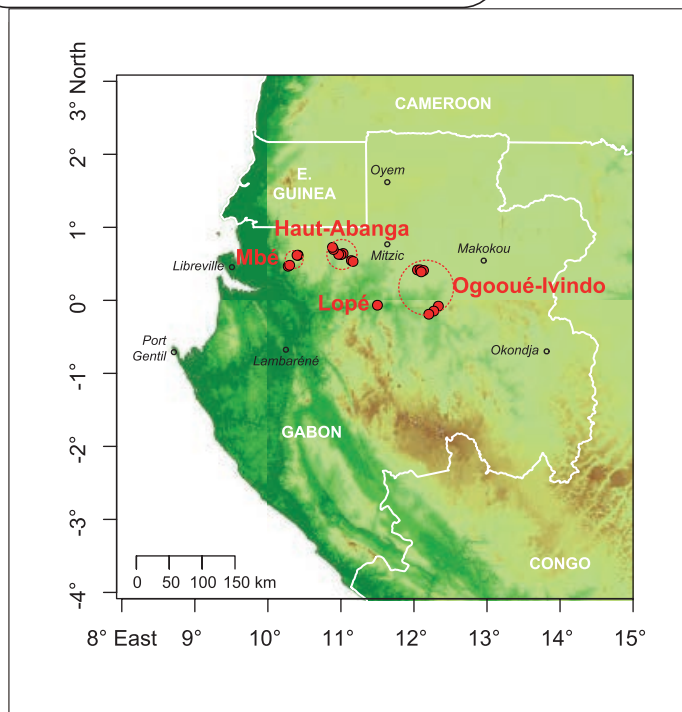 3° North
2°
1°
0°
-1°
-2°
-3°
-4°
CAMEROON
Oyem
E.
GUINEA
Haut-Abanga
Mbé
Mitzic
Makokou
Libreville
Ogooué-Ivindo
Lopé
Port
Gentil
Lambaréné
Okondja
GABON
CONGO
0 50 100 150 km
8° East 9° 10° 11° 12° 13° 14° 15°